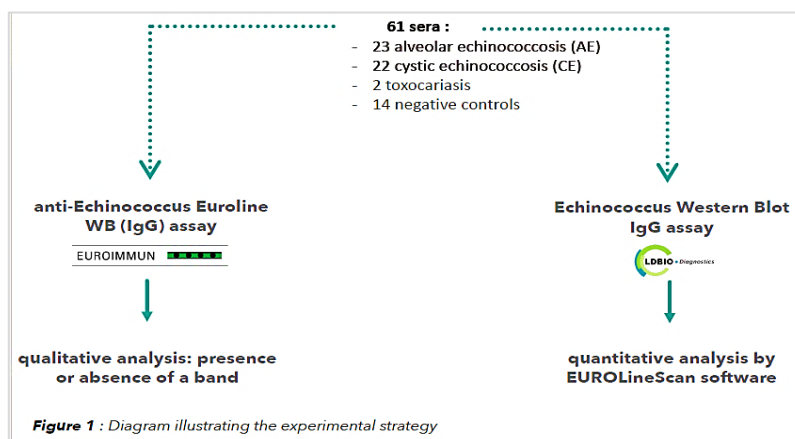 61 sera :
- 23 alveolar echinococcosis (AE)
- 22 cystic echinococcosis (CE)
- 2 toxocariasis
- 14 negative controls
anti-Echinococcus Euroline
WB (IgG) assay
EUROIMMUN
qualitative analysis: presence
or absence of a band
Echinococcus Western Blot
IgG assay
LDBIO • Diagnostics
quantitative analysis by
EUROLineScan software
Figure 1 : Diagram illustrating the experimental strategy